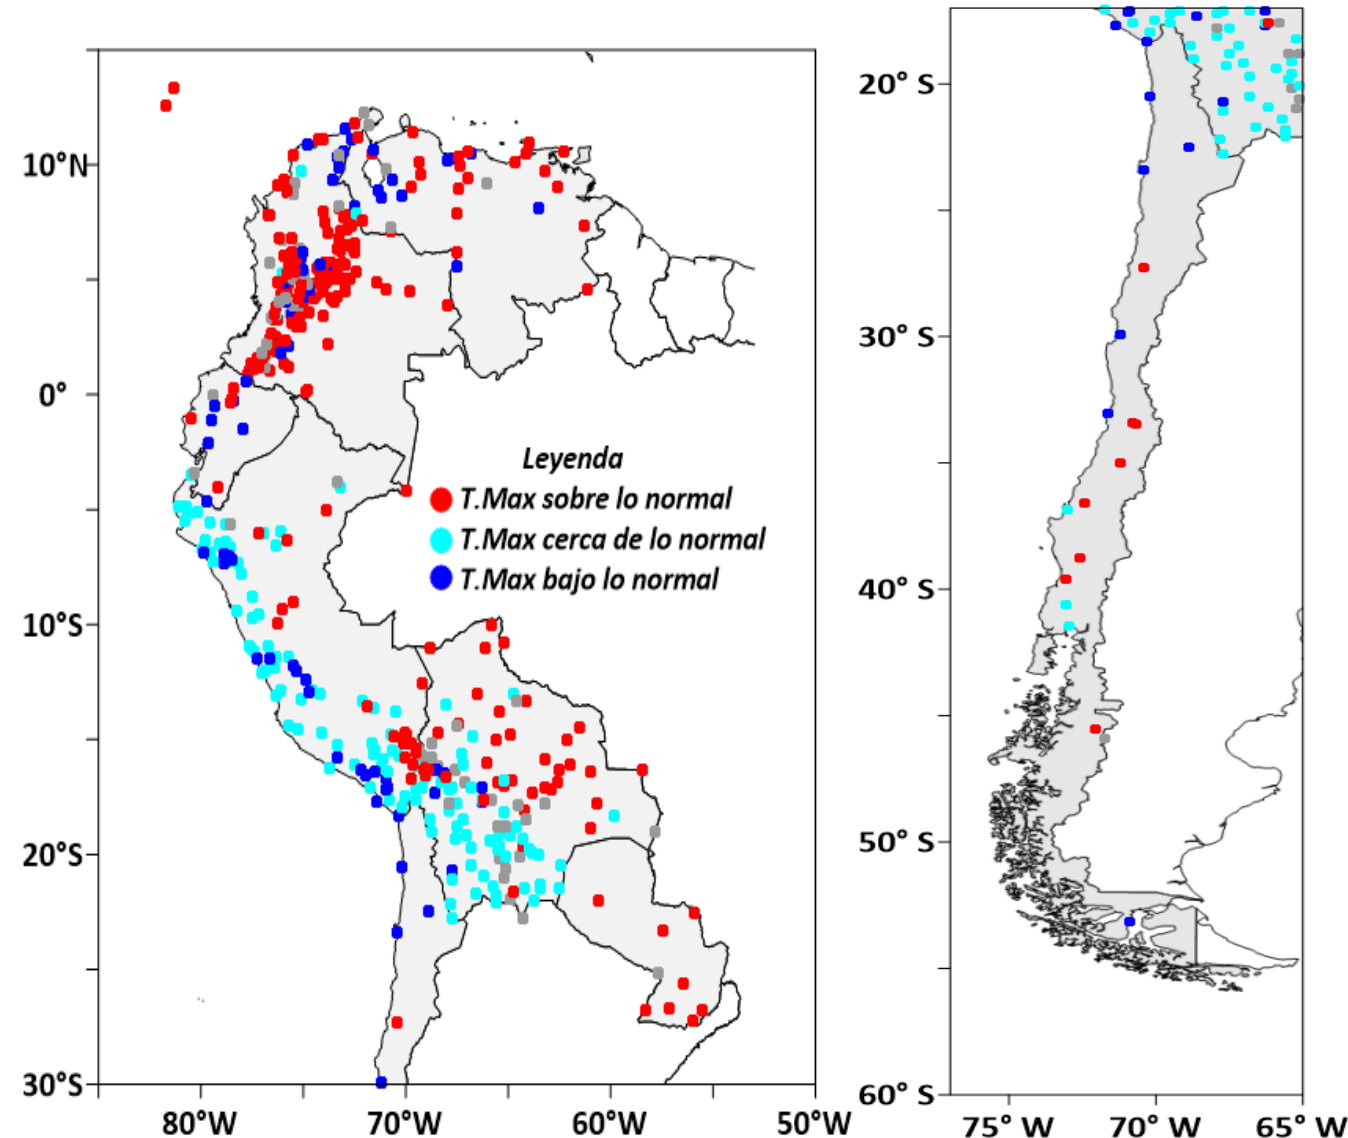 10°N
0°
10°S
20°S
30°S
80°W
70°W
60°W
50°W
Leyenda
T.Max sobre lo normal
T.Max cerca de lo normal
T.Max bajo lo normal
20° S
30° S
40° S
50° S
60° S
75° W
70° W
65° W